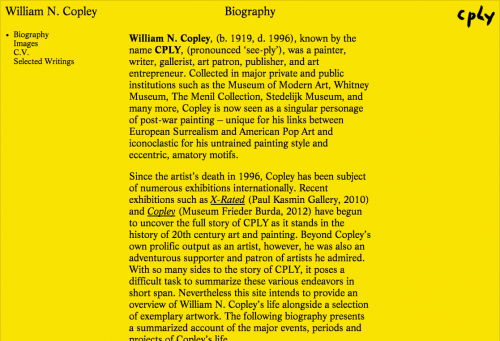 William N. Copley
Biography
cply
• Biography
Images
C.V.
Selected Writings
William N. Copley, (b. 1919, d. 1996), known by the
name CPLY, (pronounced ‘see-ply’), was a painter,
writer, gallerist, art patron, publisher, and art
entrepreneur. Collected in major private and public
institutions such as the Museum of Modern Art, Whitney
Museum, The Menil Collection, Stedelijk Museum, and
many more, Copley is now seen as a singular personage
of post-war painting – unique for his links between
European Surrealism and American Pop Art and
iconoclastic for his untrained painting style and
eccentric, amatory motifs.
Since the artist’s death in 1996, Copley has been subject
of numerous exhibitions internationally. Recent
exhibitions such as X-Rated (Paul Kasmin Gallery, 2010)
and Copley (Museum Frieder Burda, 2012) have begun
to uncover the full story of CPLY as it stands in the
history of 20th century art and painting. Beyond Copley’s
own prolific output as an artist, however, he was also an
adventurous supporter and patron of artists he admired.
With so many sides to the story of CPLY, it poses a
difficult task to summarize these various endeavors in
short span. Nevertheless this site intends to provide an
overview of William N. Copley’s life alongside a selection
of exemplary artwork. The following biography presents
a summarized account of the major events, periods and
projects of Copley’s life.